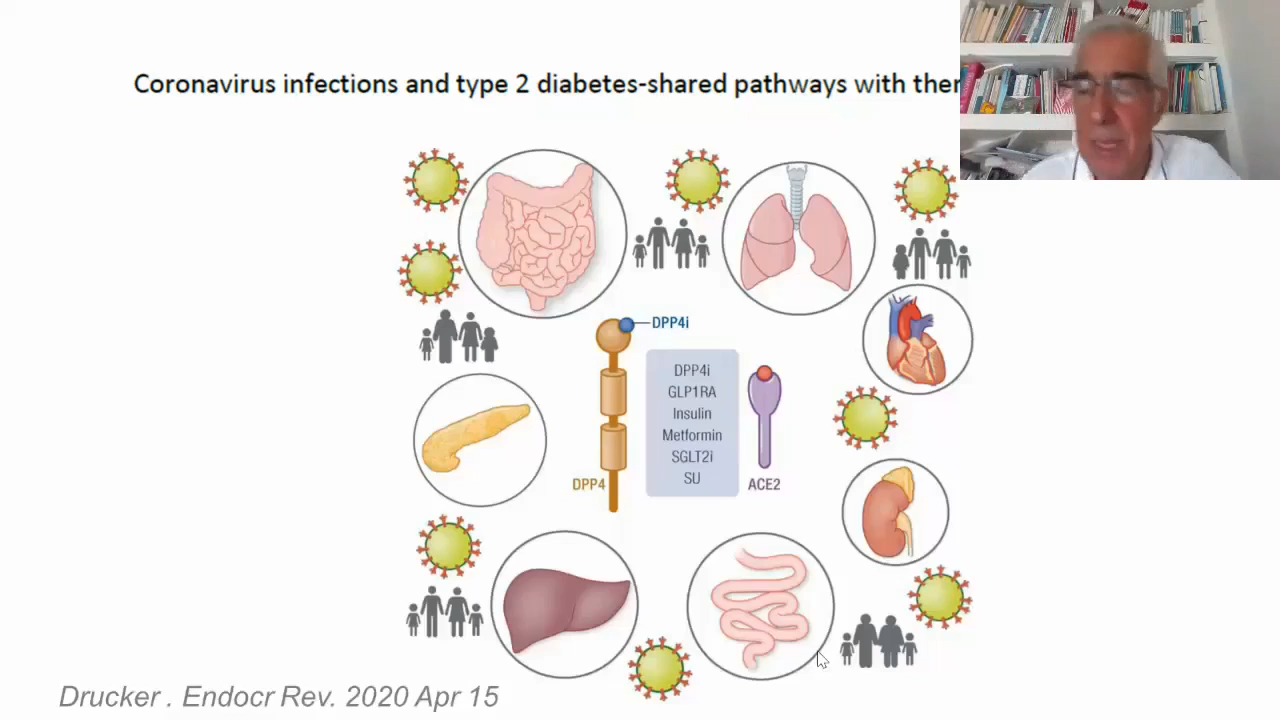 Coronavirus infections and type 2 diabetes-shared pathways with
DPP4i
DPP4i
GLP1RA
Insulin
Metformin
SGLT2i
SU
DPP4
ACE2
Drucker . Endocr Rev. 2020 Apr 15